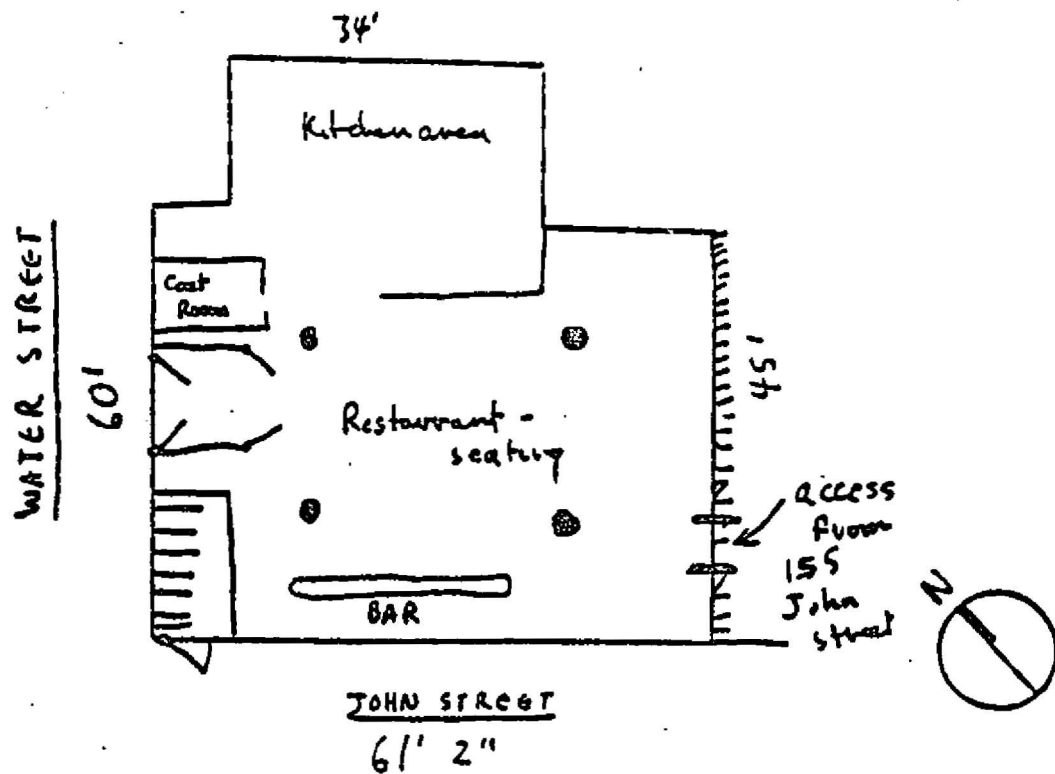 34'
Kitchen area
WATER STREET
60'
Coat
Room
Restaurant -
seating
45'
access
from
155
John
street
BAR
N
JOHN STREET
61' 2"